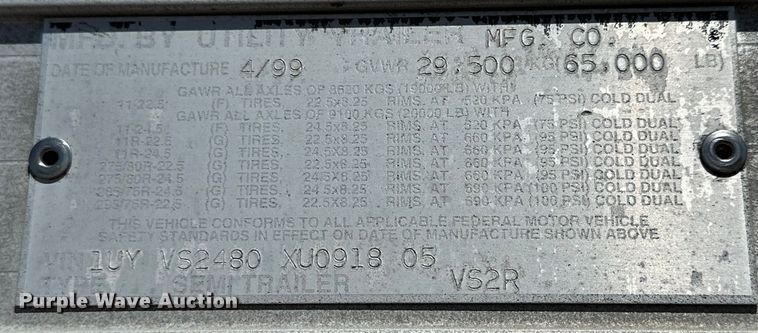 MFG. BY UTILITY TRAILER MFG. CO.
DATE OF MANUFACTURE 4/99 GVWR 29,500 KG( 65,000 LB)
GAWR ALL AXLES OF 8620 KGS (19000 LB) WITH
11-22.5 (F) TIRES, 22.5x8.25 RIMS, AT 520 KPA (75 PSI) COLD DUAL
GAWR ALL AXLES OF 9100 KGS (20000 LB) WITH
11-24.5 (F) TIRES, 24.5x8.25 RIMS, AT 520 KPA (75 PSI) COLD DUAL
11R-22.5 (G) TIRES, 22.5x8.25 RIMS, AT 660 KPA (95 PSI) COLD DUAL
11R-24.5 (G) TIRES, 24.5x8.25 RIMS, AT 660 KPA (95 PSI) COLD DUAL
275/80R-22.5 (G) TIRES, 22.5x8.25 RIMS, AT 660 KPA (95 PSI) COLD DUAL
275/80R-24.5 (G) TIRES, 24.5x8.25 RIMS, AT 660 KPA (95 PSI) COLD DUAL
285/75R-24.5 (G) TIRES, 24.5x8.25 RIMS, AT 690 KPA (100 PSI) COLD DUAL
295/75R-22.5 (G) TIRES, 22.5x8.25 RIMS, AT 690 KPA (100 PSI) COLD DUAL
THIS VEHICLE CONFORMS TO ALL APPLICABLE FEDERAL MOTOR VEHICLE
SAFETY STANDARDS IN EFFECT ON DATE OF MANUFACTURE SHOWN ABOVE
VIN 1UY VS2480 XU0918 05
TYPE SEMITRAILER VS2R
Purple Wave Auction